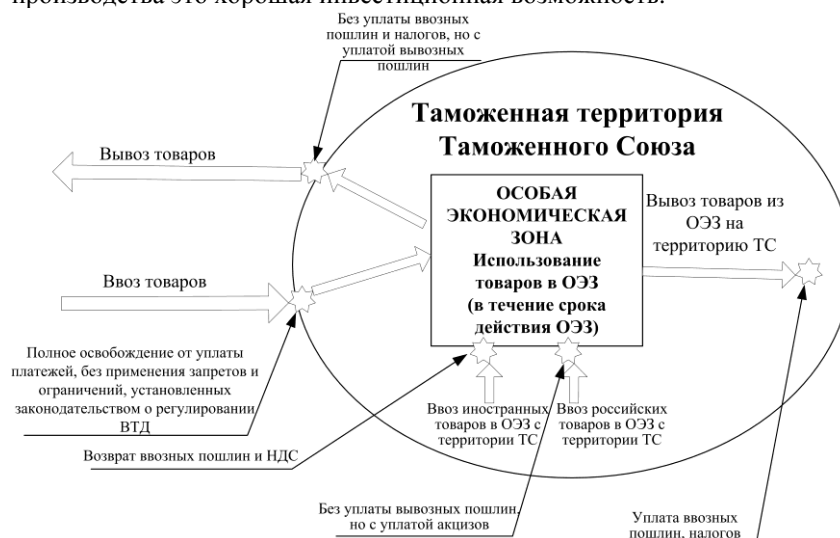 производства это хорошая инвестиционная возможность.
Без уплаты ввозных
пошлин и налогов, но с
уплатой вывозных
пошлин
Таможенная территория
Таможенного Союза
Вывоз товаров
ОСОБАЯ
ЭКОНОМИЧЕСКАЯ
ЗОНА
Использование
товаров в ОЭЗ
(в течение срока
действия ОЭЗ)
Вывоз товаров из
ОЭЗ на
территорию ТС
Ввоз товаров
Полное освобождение от уплаты
платежей, без применения запретов и
ограничений, установленных
законодательством о регулировании
ВТД
Ввоз иностранных
товаров в ОЭЗ с
территории ТС
Ввоз российских
товаров в ОЭЗ с
территории ТС
Возврат ввозных пошлин и НДС
Без уплаты вывозных пошлин,
но с уплатой акцизов
Уплата ввозных
пошлин, налогов